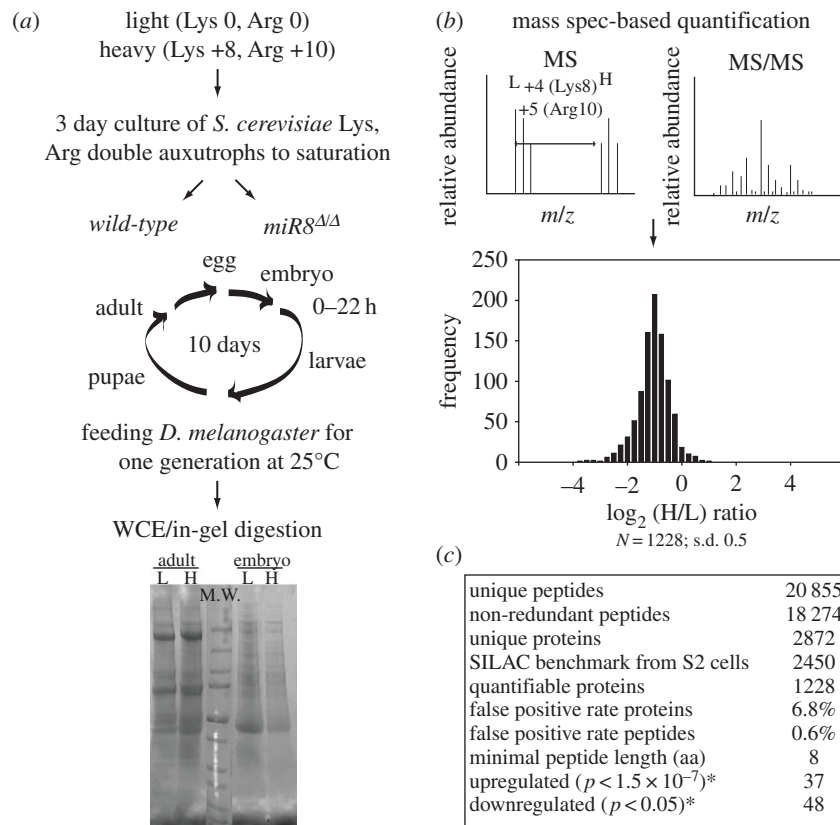 (a)
light (Lys 0, Arg 0)
heavy (Lys +8, Arg +10)
3 day culture of S. cerevisiae Lys,
Arg double auxutrophs to saturation
wild-type
miR8Δ/Δ
egg
embryo
adult
0–22 h
10 days
larvae
pupae
feeding D. melanogaster for
one generation at 25°C
WCE/in-gel digestion
adult
embryo
L H
L H
M.W.
(b)
mass spec-based quantification
MS
L +4 (Lys8) H
+5 (Arg10)
relative abundance
m/z
MS/MS
relative abundance
m/z
250
200
150
100
50
0
frequency
−4 −2 0 2 4
log2 (H/L) ratio
N = 1228; s.d. 0.5
(c)
unique peptides 20 855
non-redundant peptides 18 274
unique proteins 2872
SILAC benchmark from S2 cells 2450
quantifiable proteins 1228
false positive rate proteins 6.8%
false positive rate peptides 0.6%
minimal peptide length (aa) 8
upregulated (p < 1.5 × 10−7)* 37
downregulated (p < 0.05)* 48